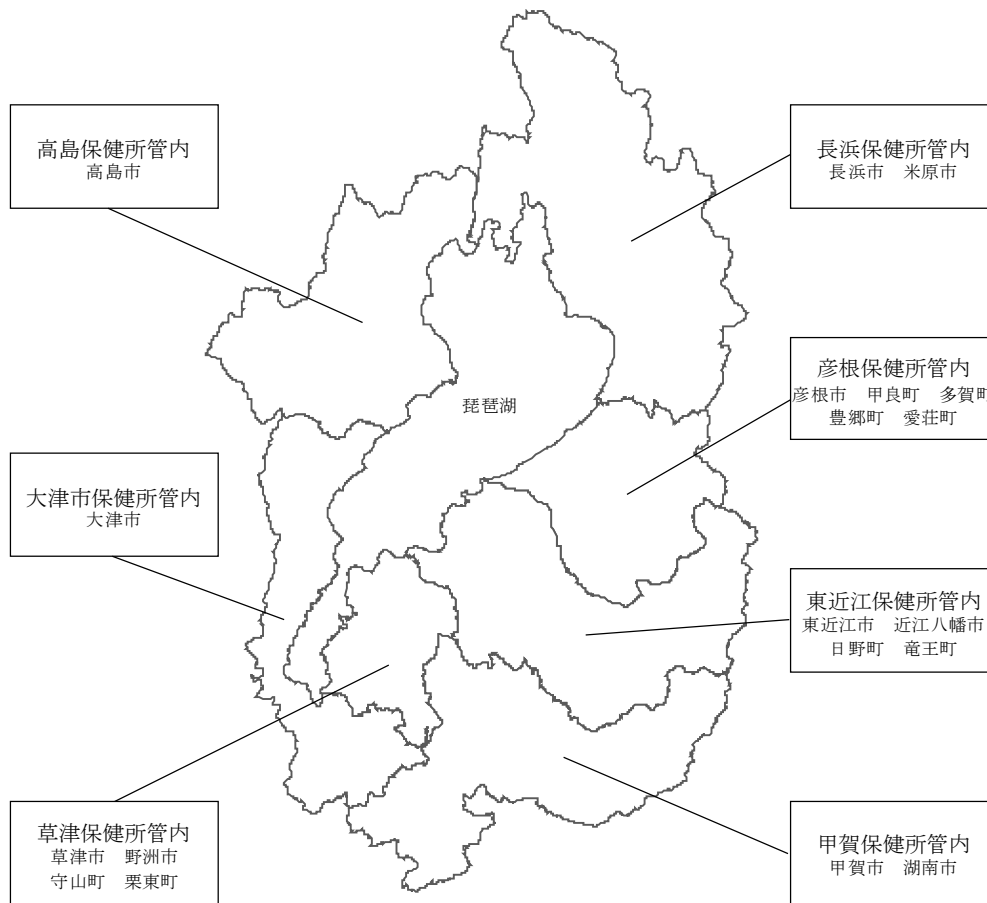 高島保健所管内
高島市
長浜保健所管内
長浜市　米原市
彦根保健所管内
彦根市　甲良町　多賀町
豊郷町　愛荘町
琵琶湖
大津市保健所管内
大津市
東近江保健所管内
東近江市　近江八幡市
日野町　竜王町
草津保健所管内
草津市　野洲市
守山町　栗東町
甲賀保健所管内
甲賀市　湖南市